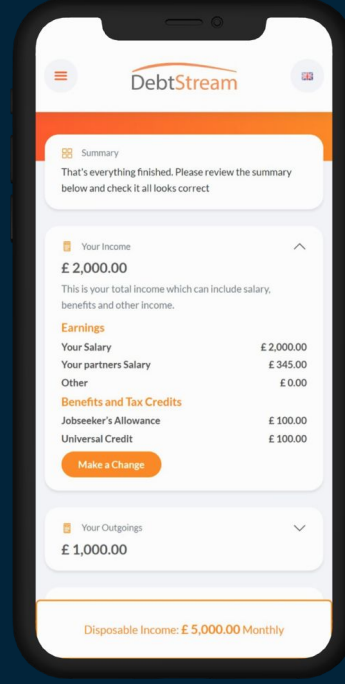 DebtStream
Summary
That's everything finished. Please review the summary
below and check it all looks correct
Your Income
£ 2,000.00
This is your total income which can include salary,
benefits and other income.
Earnings
Your Salary £ 2,000.00
Your partners Salary £ 345.00
Other £ 0.00
Benefits and Tax Credits
Jobseeker's Allowance £ 100.00
Universal Credit £ 100.00
Make a Change
Your Outgoings
£ 1,000.00
Disposable Income: £ 5,000.00 Monthly